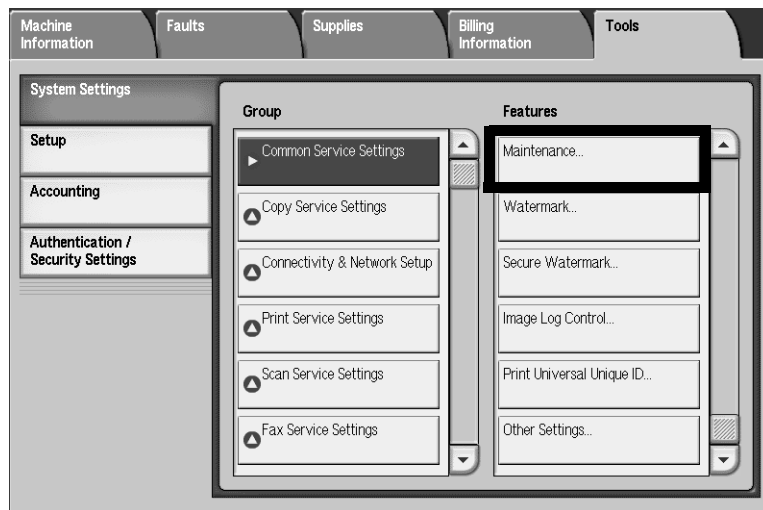 Machine
Information
Faults
Supplies
Billing
Information
Tools
System Settings
Setup
Accounting
Authentication /
Security Settings
Group
Common Service Settings
Copy Service Settings
Connectivity & Network Setup
Print Service Settings
Scan Service Settings
Fax Service Settings
Features
Maintenance...
Watermark...
Secure Watermark...
Image Log Control...
Print Universal Unique ID...
Other Settings...